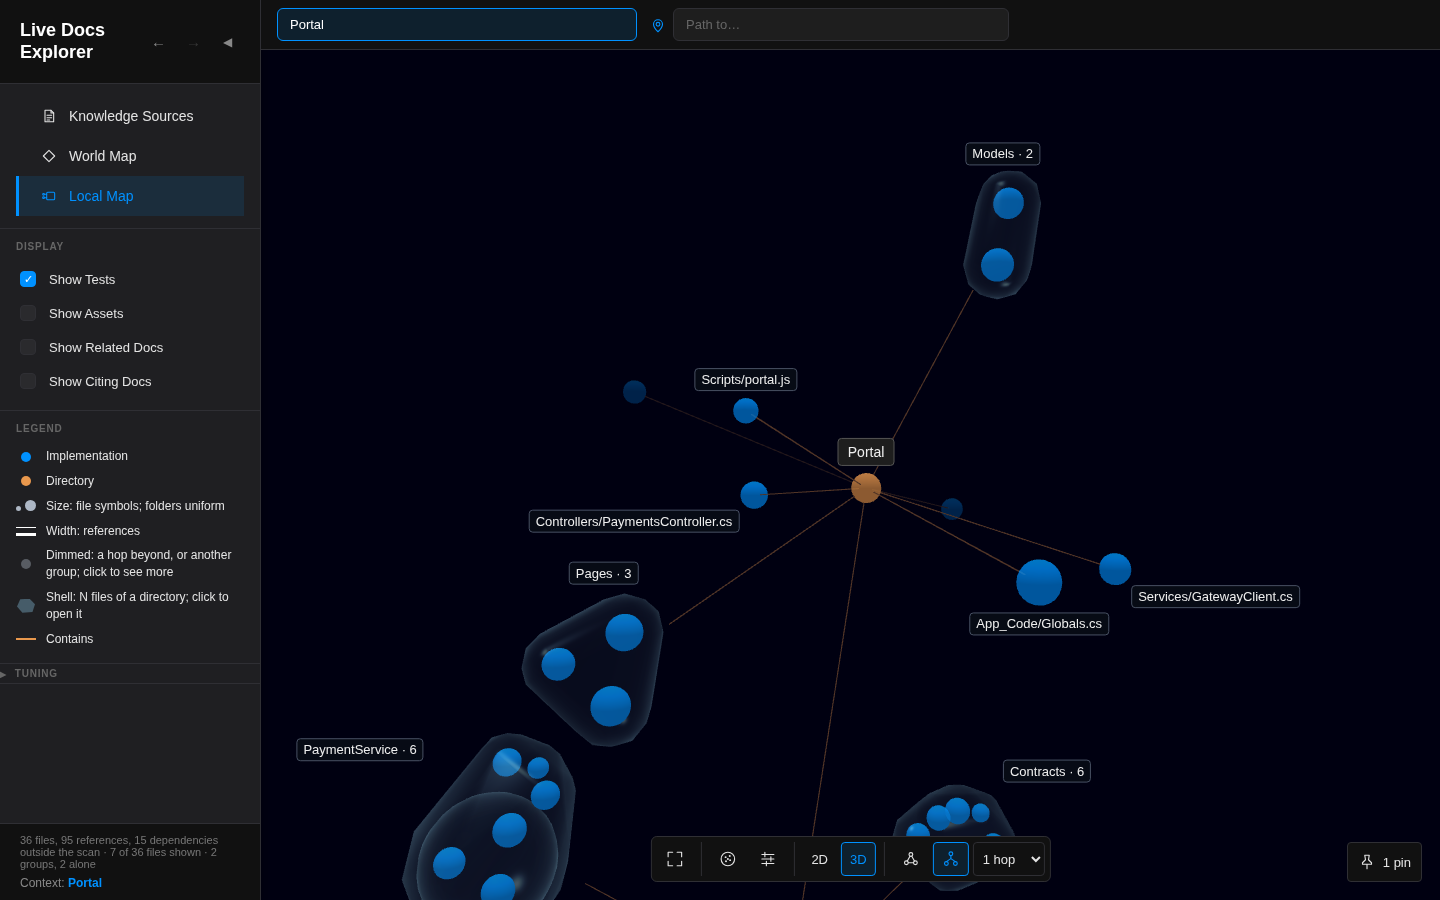 Live Docs
Explorer
← → ◀
Knowledge Sources
World Map
Local Map
DISPLAY
Show Tests
Show Assets
Show Related Docs
Show Citing Docs
LEGEND
Implementation
Directory
Size: file symbols; folders uniform
Width: references
Dimmed: a hop beyond, or another
group; click to see more
Shell: N files of a directory; click to
open it
Contains
▶ TUNING
36 files, 95 references, 15 dependencies
outside the scan · 7 of 36 files shown · 2
groups, 2 alone
Context: Portal
Portal
Path to…
Models · 2
Scripts/portal.js
Portal
Controllers/PaymentsController.cs
Pages · 3
Services/GatewayClient.cs
App_Code/Globals.cs
PaymentService · 6
Contracts · 6
2D 3D 1 hop
1 pin